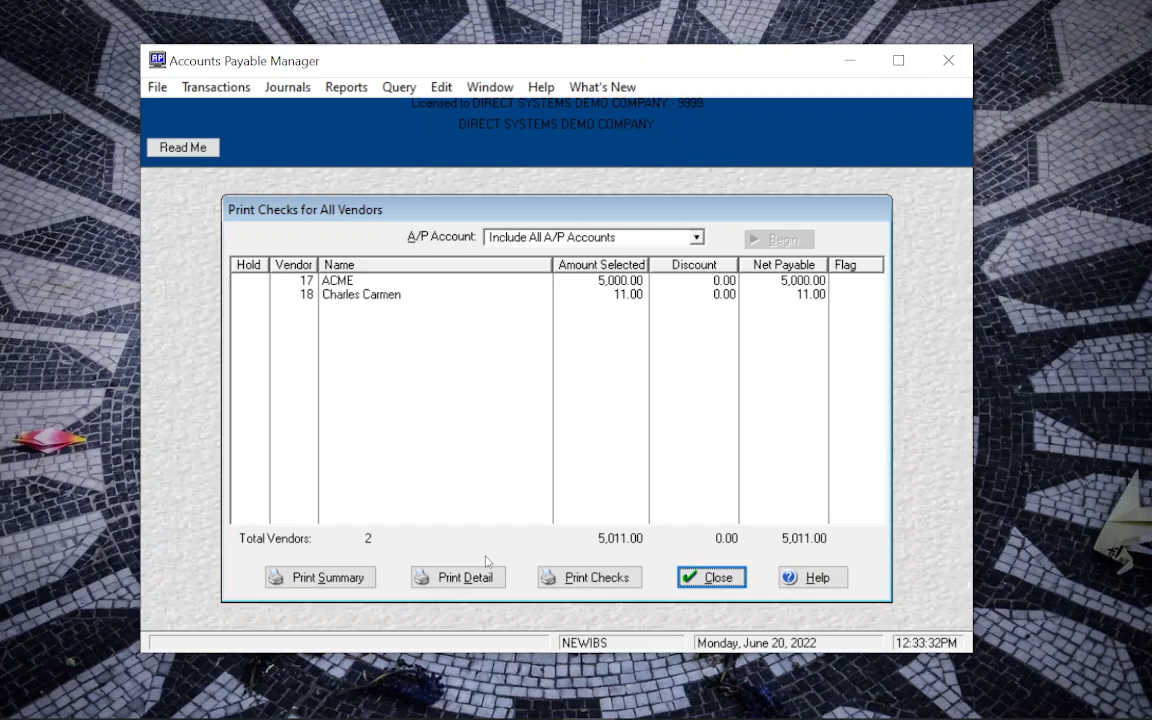 Accounts Payable Manager
File Transactions Journals Reports Query Edit Window Help What's New
Licensed to DIRECT SYSTEMS DEMO COMPANY - 9999
DIRECT SYSTEMS DEMO COMPANY
Read Me
Print Checks for All Vendors
A/P Account: Include All A/P Accounts Begin
Hold Vendor Name Amount Selected Discount Net Payable Flag
17 ACME 5,000.00 0.00 5,000.00
18 Charles Carmen 11.00 0.00 11.00
Total Vendors: 2 5,011.00 0.00 5,011.00
Print Summary Print Detail Print Checks Close Help
NEWIBS Monday, June 20, 2022 12:33:32PM